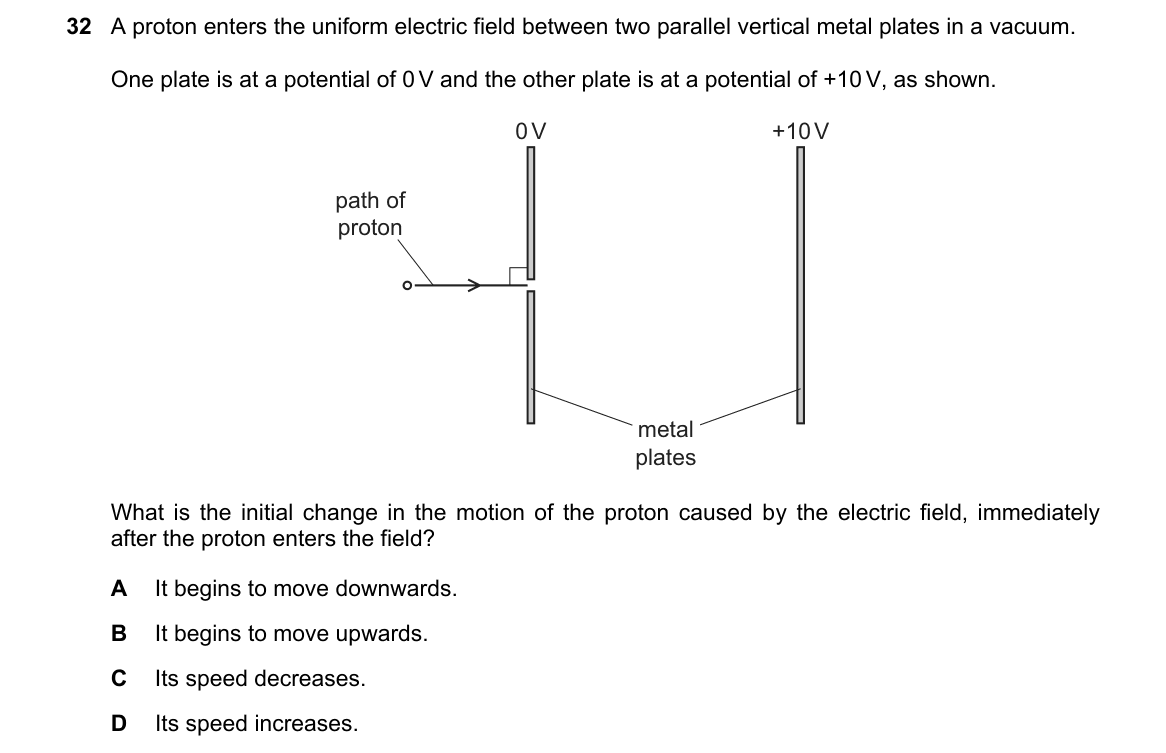 32 A proton enters the uniform electric field between two parallel vertical metal plates in a vacuum.
One plate is at a potential of 0 V and the other plate is at a potential of +10 V, as shown.
0 V
+10 V
path of
proton
metal
plates
What is the initial change in the motion of the proton caused by the electric field, immediately
after the proton enters the field?
A It begins to move downwards.
B It begins to move upwards.
C Its speed decreases.
D Its speed increases.